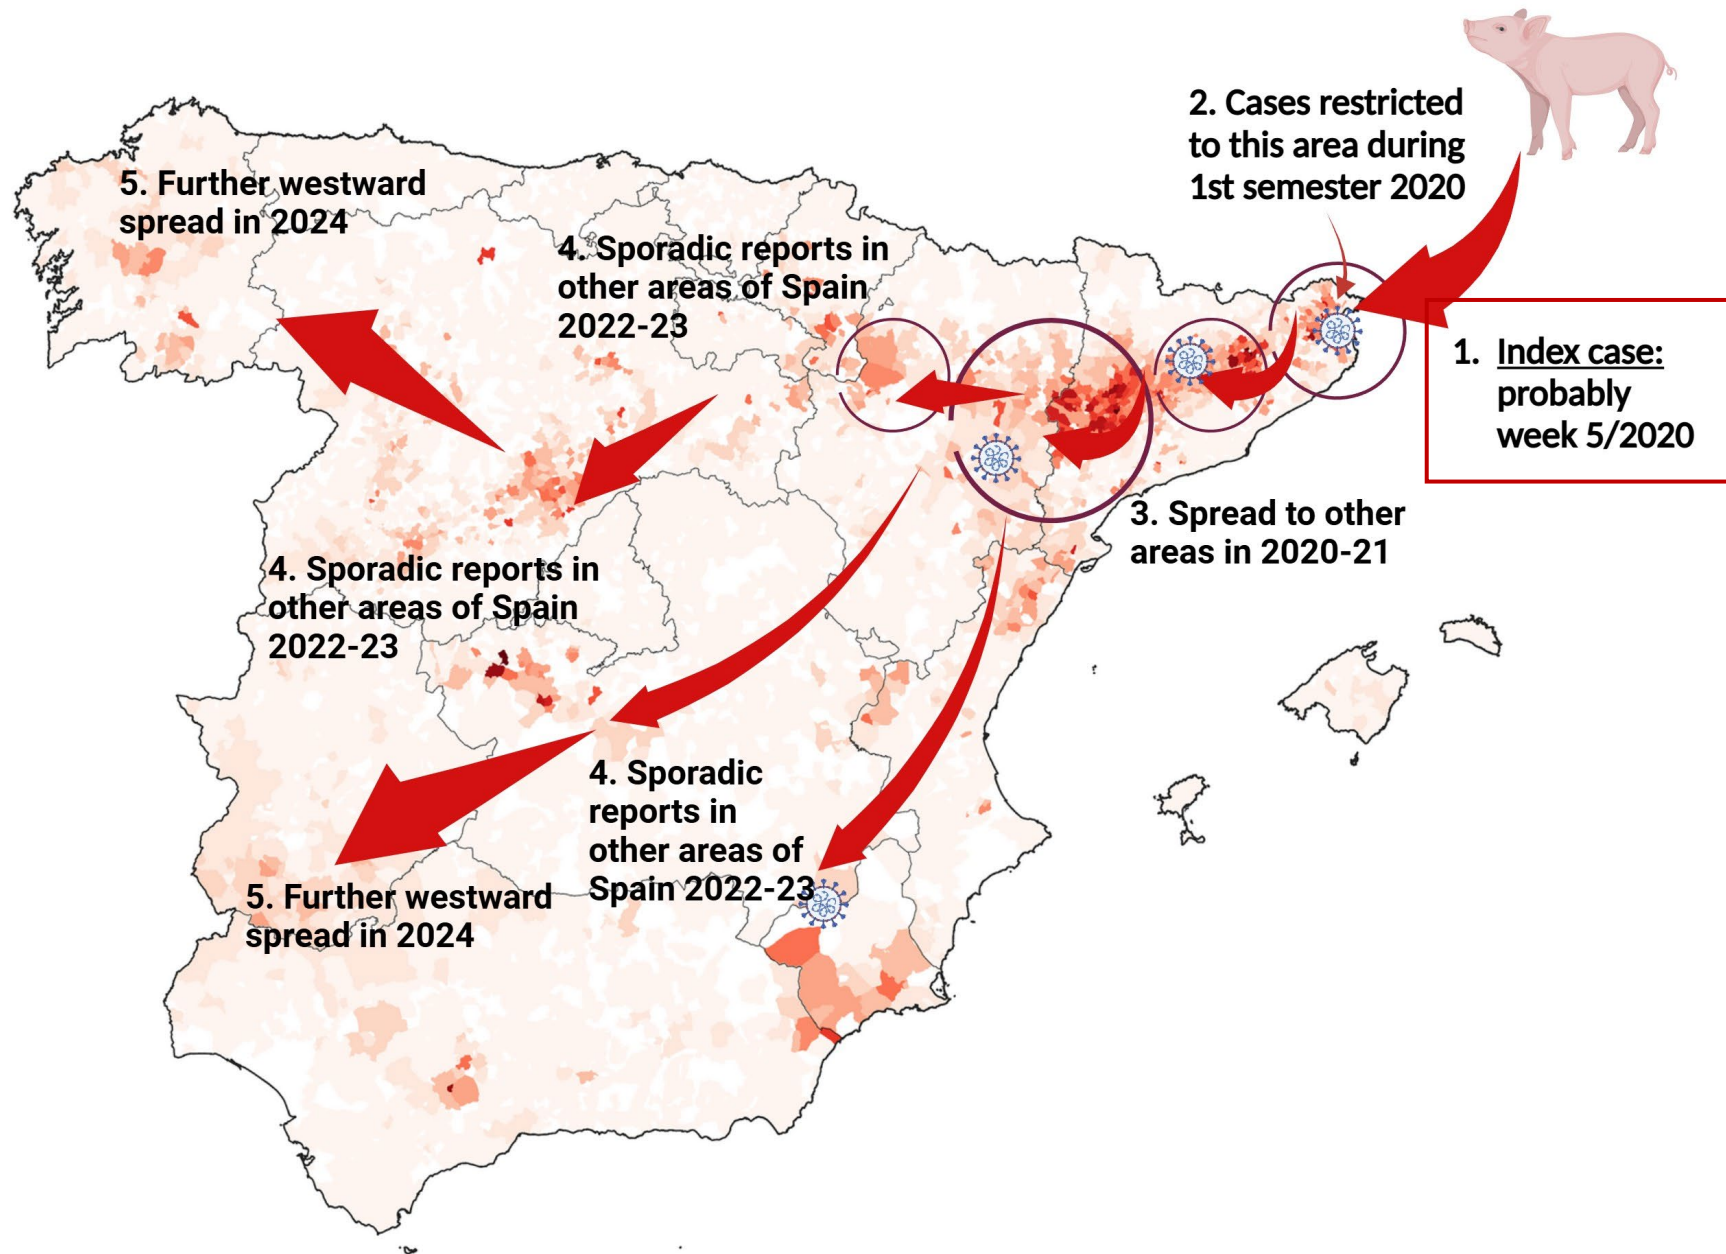 2. Cases restricted
to this area during
1st semester 2020
5. Further westward
spread in 2024
4. Sporadic reports in
other areas of Spain
2022-23
1. Index case:
probably
week 5/2020
3. Spread to other
areas in 2020-21
4. Sporadic reports in
other areas of Spain
2022-23
4. Sporadic
reports in
other areas of
Spain 2022-23
5. Further westward
spread in 2024